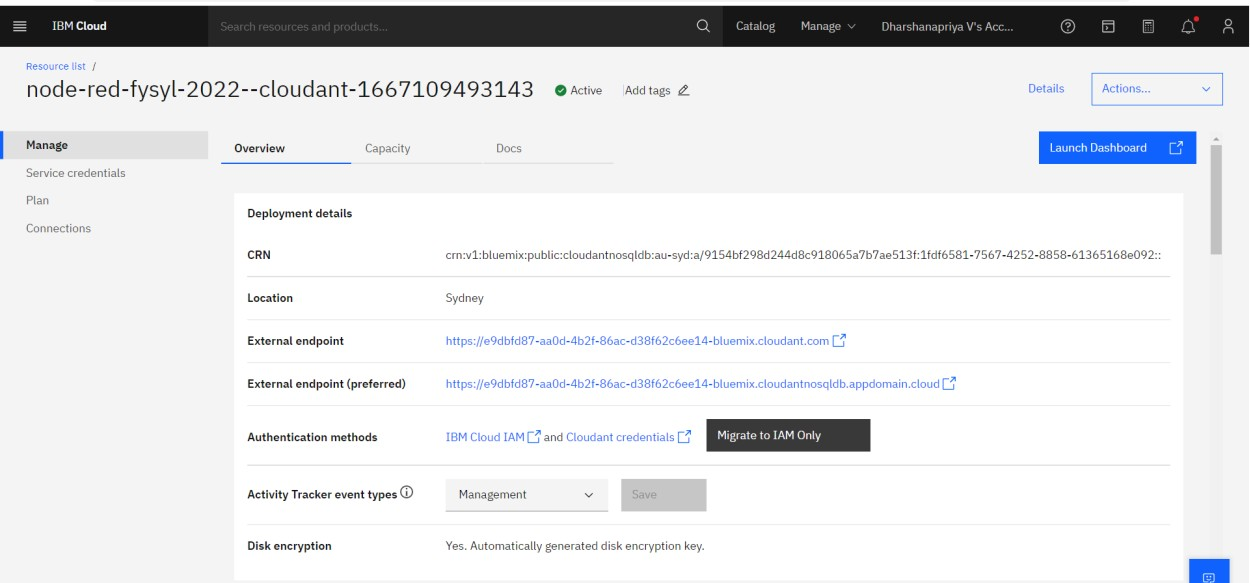 IBM Cloud
Search resources and products...
Catalog
Manage
Dharshanapriya V's Acc...
Resource list /
node-red-fysyl-2022--cloudant-1667109493143
Active
Add tags
Details
Actions...
Manage
Service credentials
Plan
Connections
Overview
Capacity
Docs
Launch Dashboard
Deployment details
CRN
crn:v1:bluemix:public:cloudantnosqldb:au-syd:a/9154bf298d244d8c918065a7b7ae513f:1fdf6581-7567-4252-8858-61365168e092::
Location
Sydney
External endpoint
https://e9dbfd87-aa0d-4b2f-86ac-d38f62c6ee14-bluemix.cloudant.com
External endpoint (preferred)
https://e9dbfd87-aa0d-4b2f-86ac-d38f62c6ee14-bluemix.cloudantnosqldb.appdomain.cloud
Authentication methods
IBM Cloud IAM and Cloudant credentials
Migrate to IAM Only
Activity Tracker event types
Management
Save
Disk encryption
Yes. Automatically generated disk encryption key.